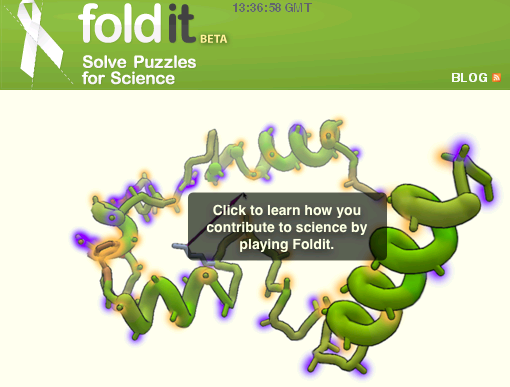 13:36:58 GMT
foldit BETA
Solve Puzzles
for Science
BLOG
Click to learn how you
contribute to science by
playing Foldit.